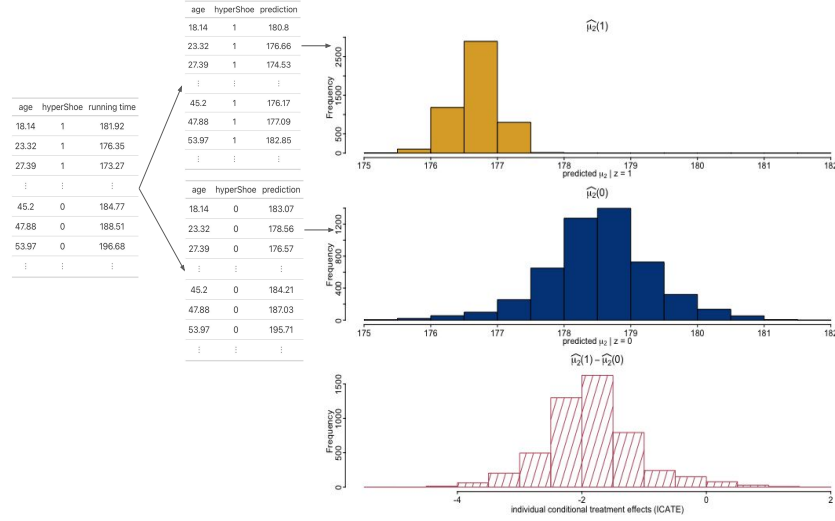 age hyperShoe running time
18.14 1 181.92
23.32 1 176.35
27.39 1 173.27
⋮ ⋮ ⋮
45.2 0 184.77
47.88 0 188.51
53.97 0 196.68
⋮ ⋮ ⋮
age hyperShoe prediction
18.14 1 180.8
23.32 1 176.66
27.39 1 174.53
⋮ ⋮ ⋮
45.2 1 176.17
47.88 1 177.09
53.97 1 182.85
⋮ ⋮ ⋮
age hyperShoe prediction
18.14 0 183.07
23.32 0 178.56
27.39 0 176.57
⋮ ⋮ ⋮
45.2 0 184.21
47.88 0 187.03
53.97 0 195.71
⋮ ⋮ ⋮
μ̂₂(1)
Frequency
0 500 1500 2500
175 176 177 178 179 180 181 182
predicted μ₂ | z = 1
μ̂₂(0)
Frequency
0 400 800 1200
175 176 177 178 179 180 181 182
predicted μ₂ | z = 0
μ̂₂(1) − μ̂₂(0)
Frequency
0 500 1000 1500
-4 -2 0 2
individual conditional treatment effects (ICATE)